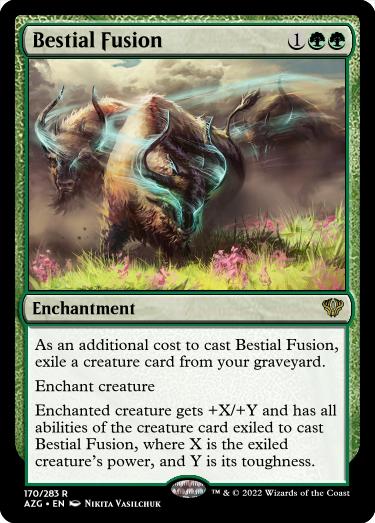 Bestial Fusion 1
Enchantment
As an additional cost to cast Bestial Fusion,
exile a creature card from your graveyard.
Enchant creature
Enchanted creature gets +X/+Y and has all
abilities of the creature card exiled to cast
Bestial Fusion, where X is the exiled
creature's power, and Y is its toughness.
170/283 R
AZG • EN Nikita Vasilchuk
™ & © 2022 Wizards of the Coast